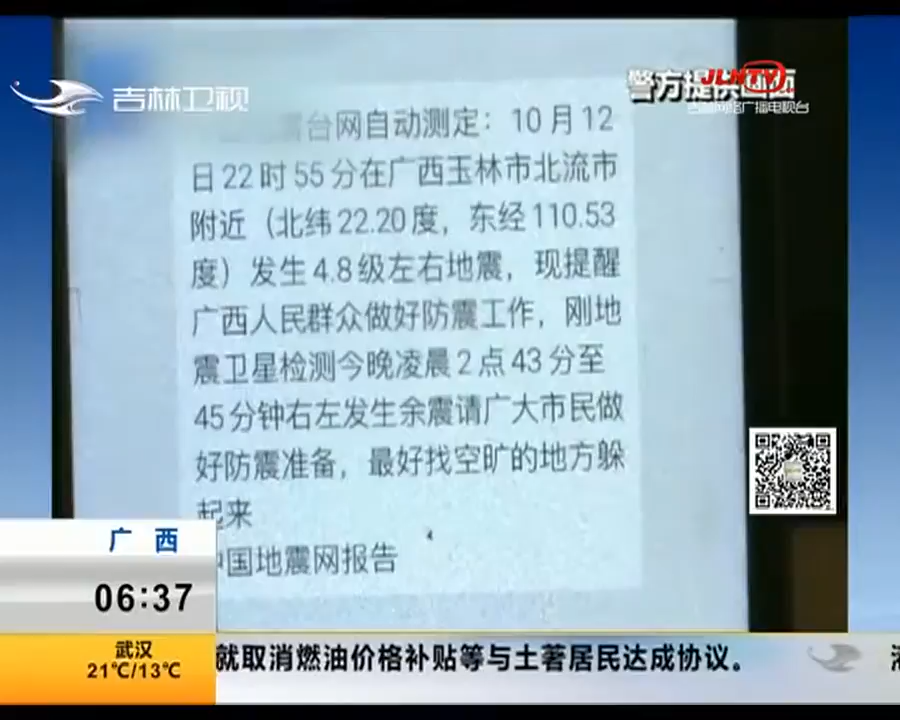 吉林卫视
警方提供画面
JLNTV
吉林网络广播电视台
台网自动测定：10月12
日22时55分在广西玉林市北流市
附近（北纬22.20度，东经110.53
度）发生4.8级左右地震，现提醒
广西人民群众做好防震工作，刚地
震卫星检测今晚凌晨2点43分至
45分钟右左发生余震请广大市民做
好防震准备，最好找空旷的地方躲
起来
中国地震网报告
广 西
06:37
武汉
21℃/13℃
就取消燃油价格补贴等与土著居民达成协议。